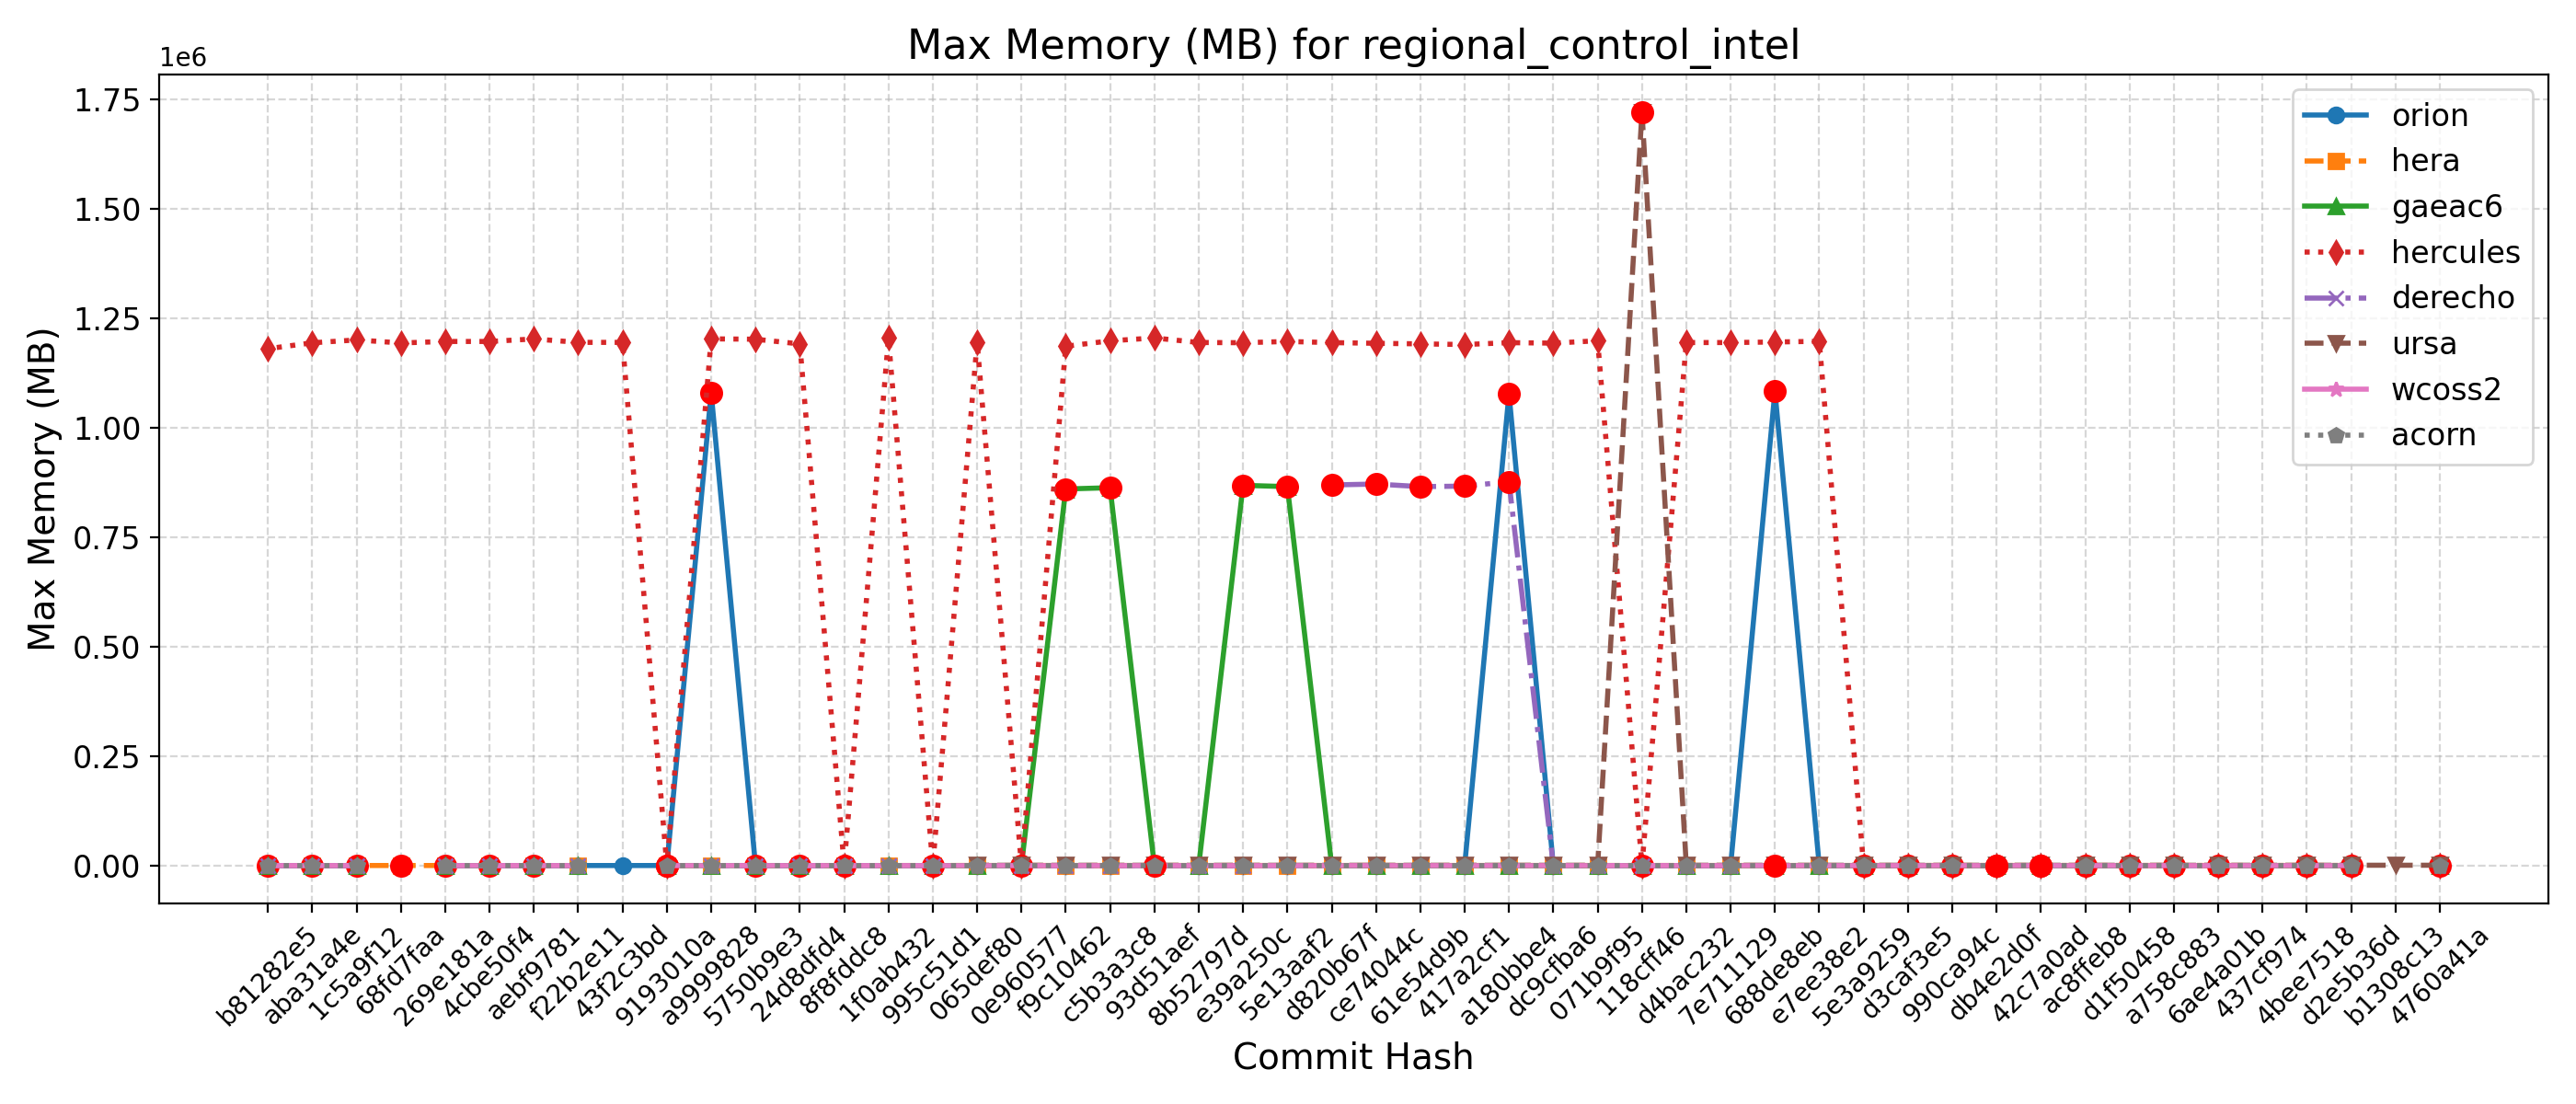 Max Memory (MB) for regional_control_intel
1e6
1.75
1.50
1.25
1.00
0.75
0.50
0.25
0.00
Max Memory (MB)
orion
hera
gaeac6
hercules
derecho
ursa
wcoss2
acorn
b81282e5
aba31a4e
1c5a9f12
68fd7faa
269e181a
4cbe50f4
aebf9781
f22b2e11
43f2c3bd
9193010a
a9999828
5750b9e3
24d8dfd4
8f8fddc8
1f0ab432
995c51d1
065def80
0e960577
f9c10462
c5b3a3c8
93d51aef
8b52797d
e39a250c
5e13aaf2
d820b67f
ce74044c
61e54d9b
417a2cf1
a180bbe4
dc9cfba6
071b9f95
118cff46
d4bac232
7e711129
688de8eb
e7ee38e2
5e3a9259
d3caf3e5
990ca94c
db4e2d0f
42c7a0ad
ac8ffeb8
d1f50458
a758c883
6ae4a01b
437cf974
4bee7518
d2e5b36d
b1308c13
4760a41a
Commit Hash